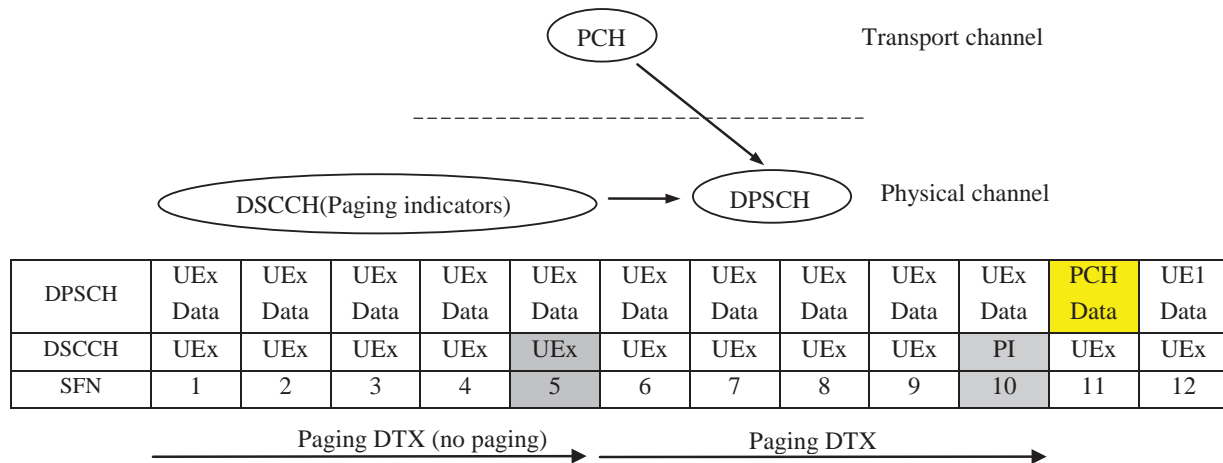 PCH
Transport channel
DSCCH(Paging indicators)
DPSCH
Physical channel
DPSCH UEx Data UEx Data UEx Data UEx Data UEx Data UEx Data UEx Data UEx Data UEx Data UEx Data PCH Data UE1 Data
DSCCH UEx UEx UEx UEx UEx UEx UEx UEx UEx PI UEx UEx
SFN 1 2 3 4 5 6 7 8 9 10 11 12
Paging DTX (no paging)
Paging DTX